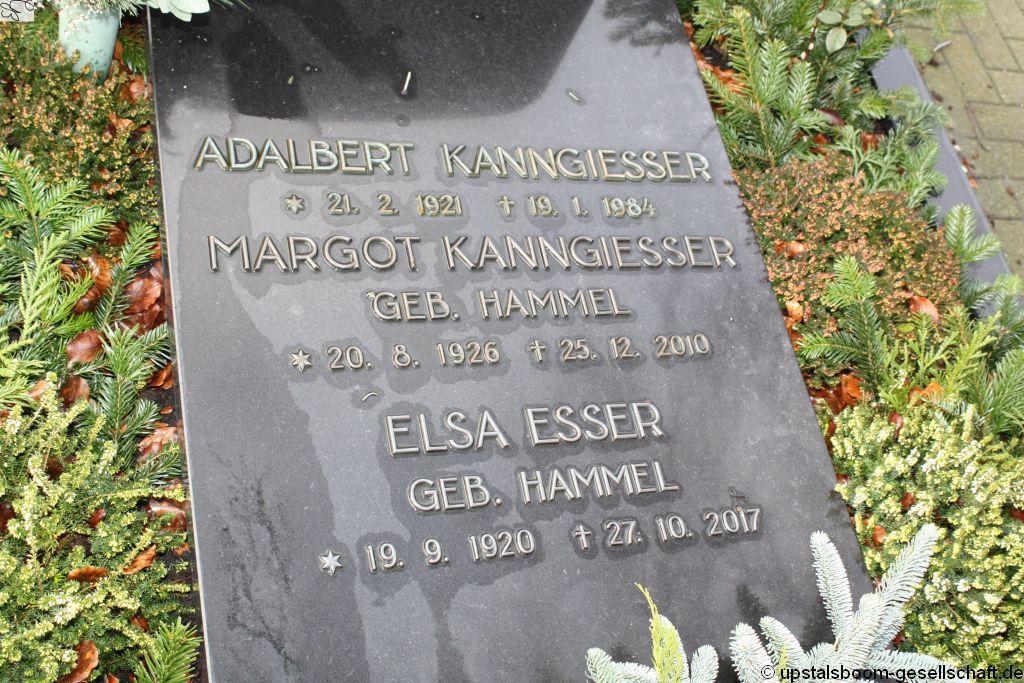 ADALBERT KANNGIESSER
* 21. 2. 1921 † 19. 1. 1984
MARGOT KANNGIESSER
GEB. HAMMEL
* 20. 8. 1926 † 25. 12. 2010
ELSA ESSER
GEB. HAMMEL
* 19. 9. 1920 † 27. 10. 2017
© upstalsboom-gesellschaft.de